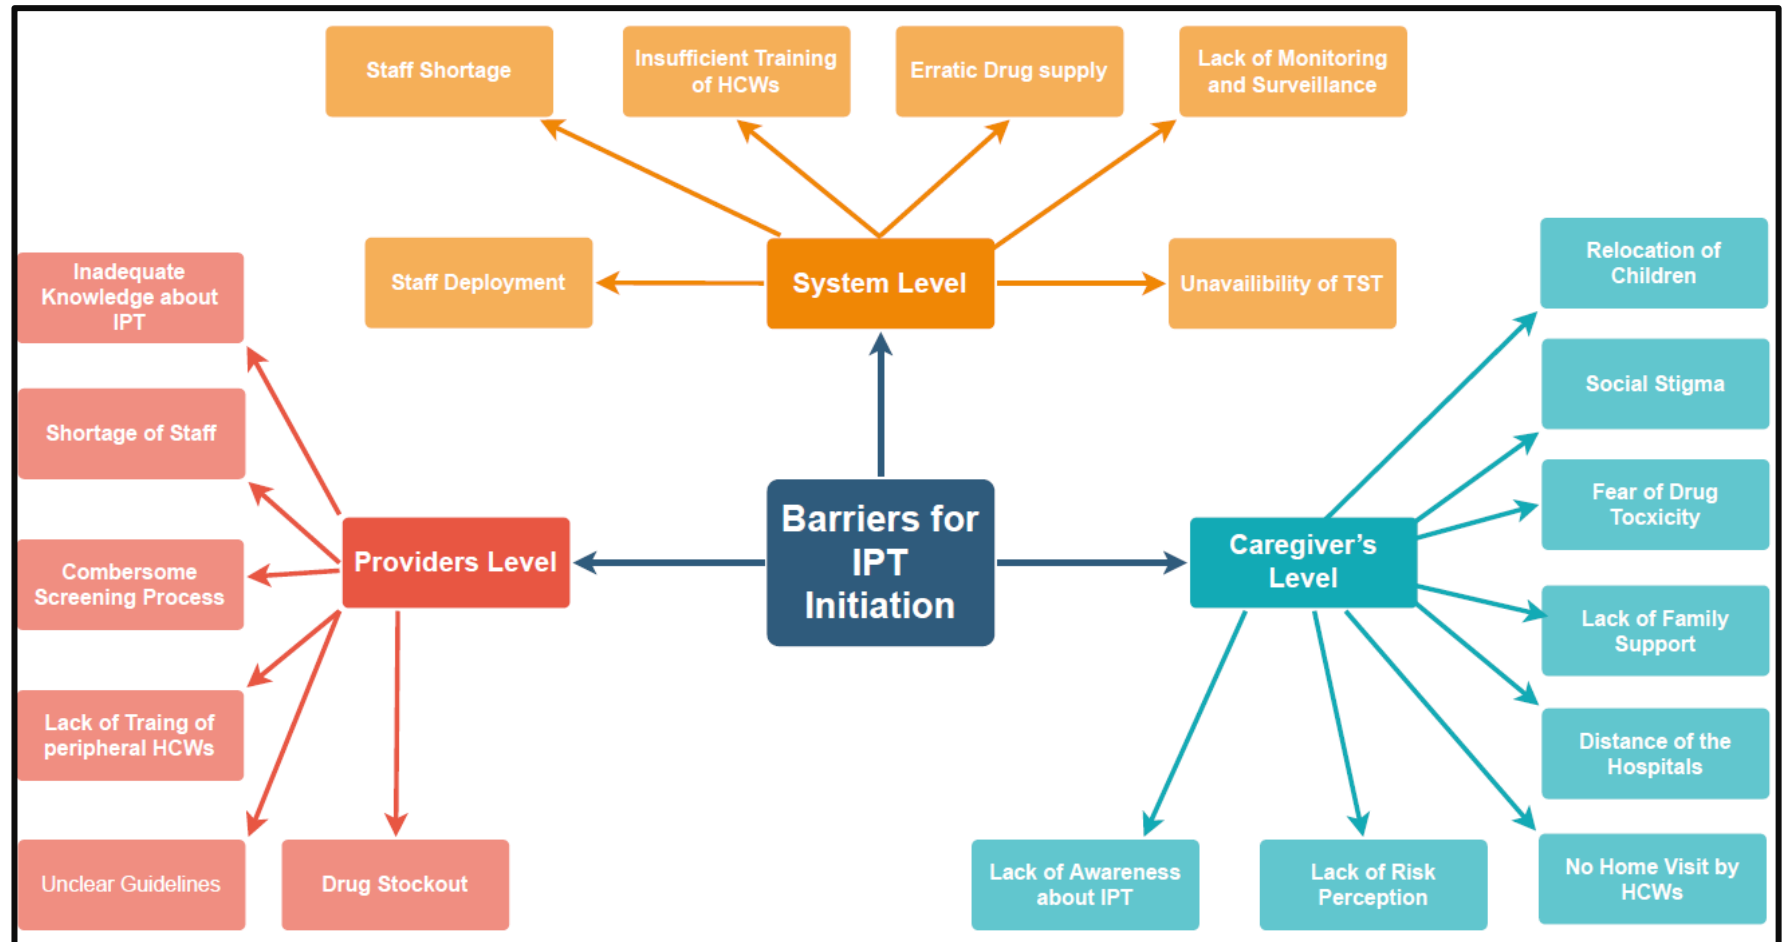 Staff Shortage
Insufficient Training
of HCWs
Erratic Drug supply
Lack of Monitoring
and Surveillance
Staff Deployment
System Level
Unavailibility of TST
Inadequate
Knowledge about
IPT
Shortage of Staff
Combersome
Screening Process
Lack of Traing of
peripheral HCWs
Unclear Guidelines
Drug Stockout
Providers Level
Barriers for
IPT
Initiation
Caregiver’s
Level
Relocation of
Children
Social Stigma
Fear of Drug
Tocxicity
Lack of Family
Support
Distance of the
Hospitals
No Home Visit by
HCWs
Lack of Awareness
about IPT
Lack of Risk
Perception